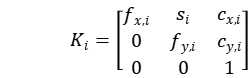 K_i = [ f_{x,i} s_i c_{x,i}
0 f_{y,i} c_{y,i}
0 0 1 ]